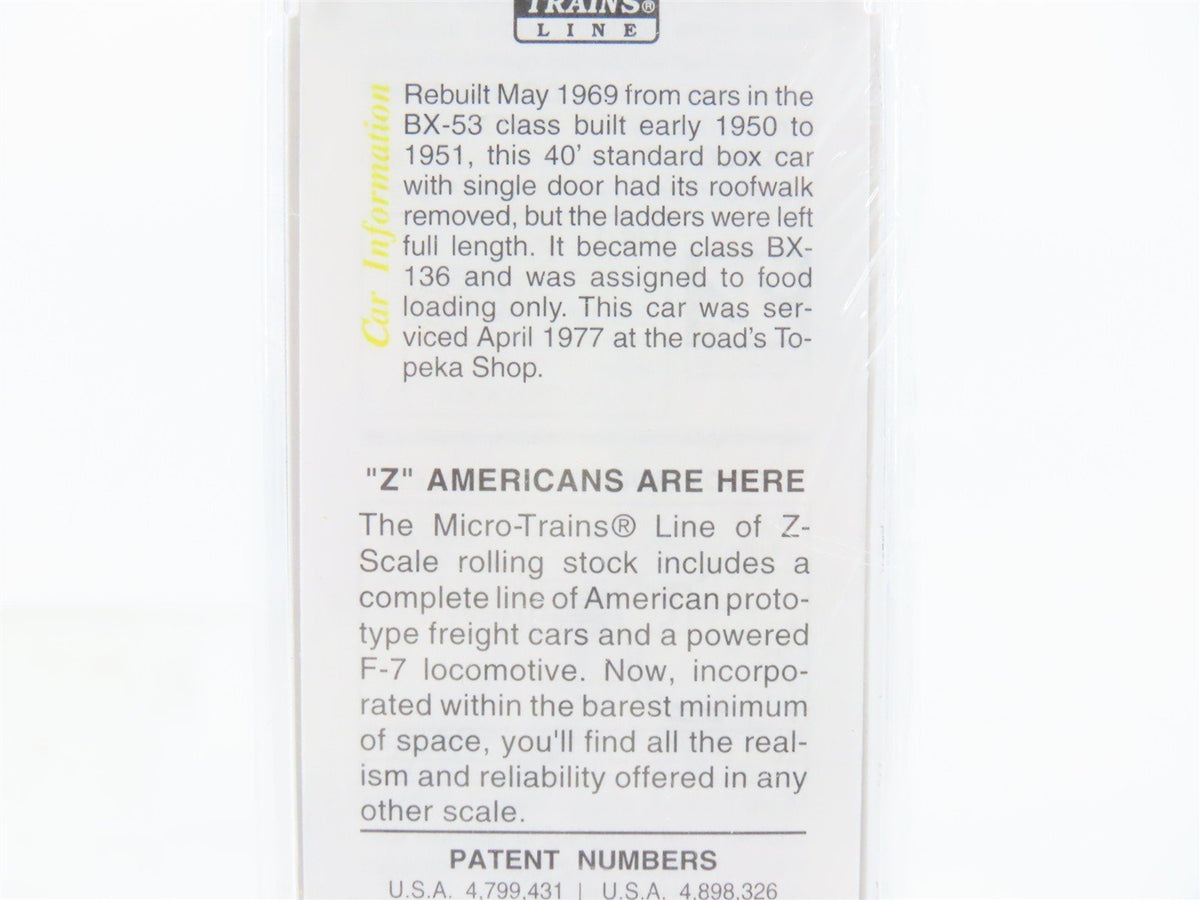 TRAINS®
LINE
Car Information
Rebuilt May 1969 from cars in the
BX-53 class built early 1950 to
1951, this 40' standard box car
with single door had its roofwalk
removed, but the ladders were left
full length. It became class BX-
136 and was assigned to food
loading only. This car was ser-
viced April 1977 at the road's To-
peka Shop.
"Z" AMERICANS ARE HERE
The Micro-Trains® Line of Z-
Scale rolling stock includes a
complete line of American proto-
type freight cars and a powered
F-7 locomotive. Now, incorpo-
rated within the barest minimum
of space, you'll find all the real-
ism and reliability offered in any
other scale.
PATENT NUMBERS
U.S.A. 4,799,431 | U.S.A. 4,898,326